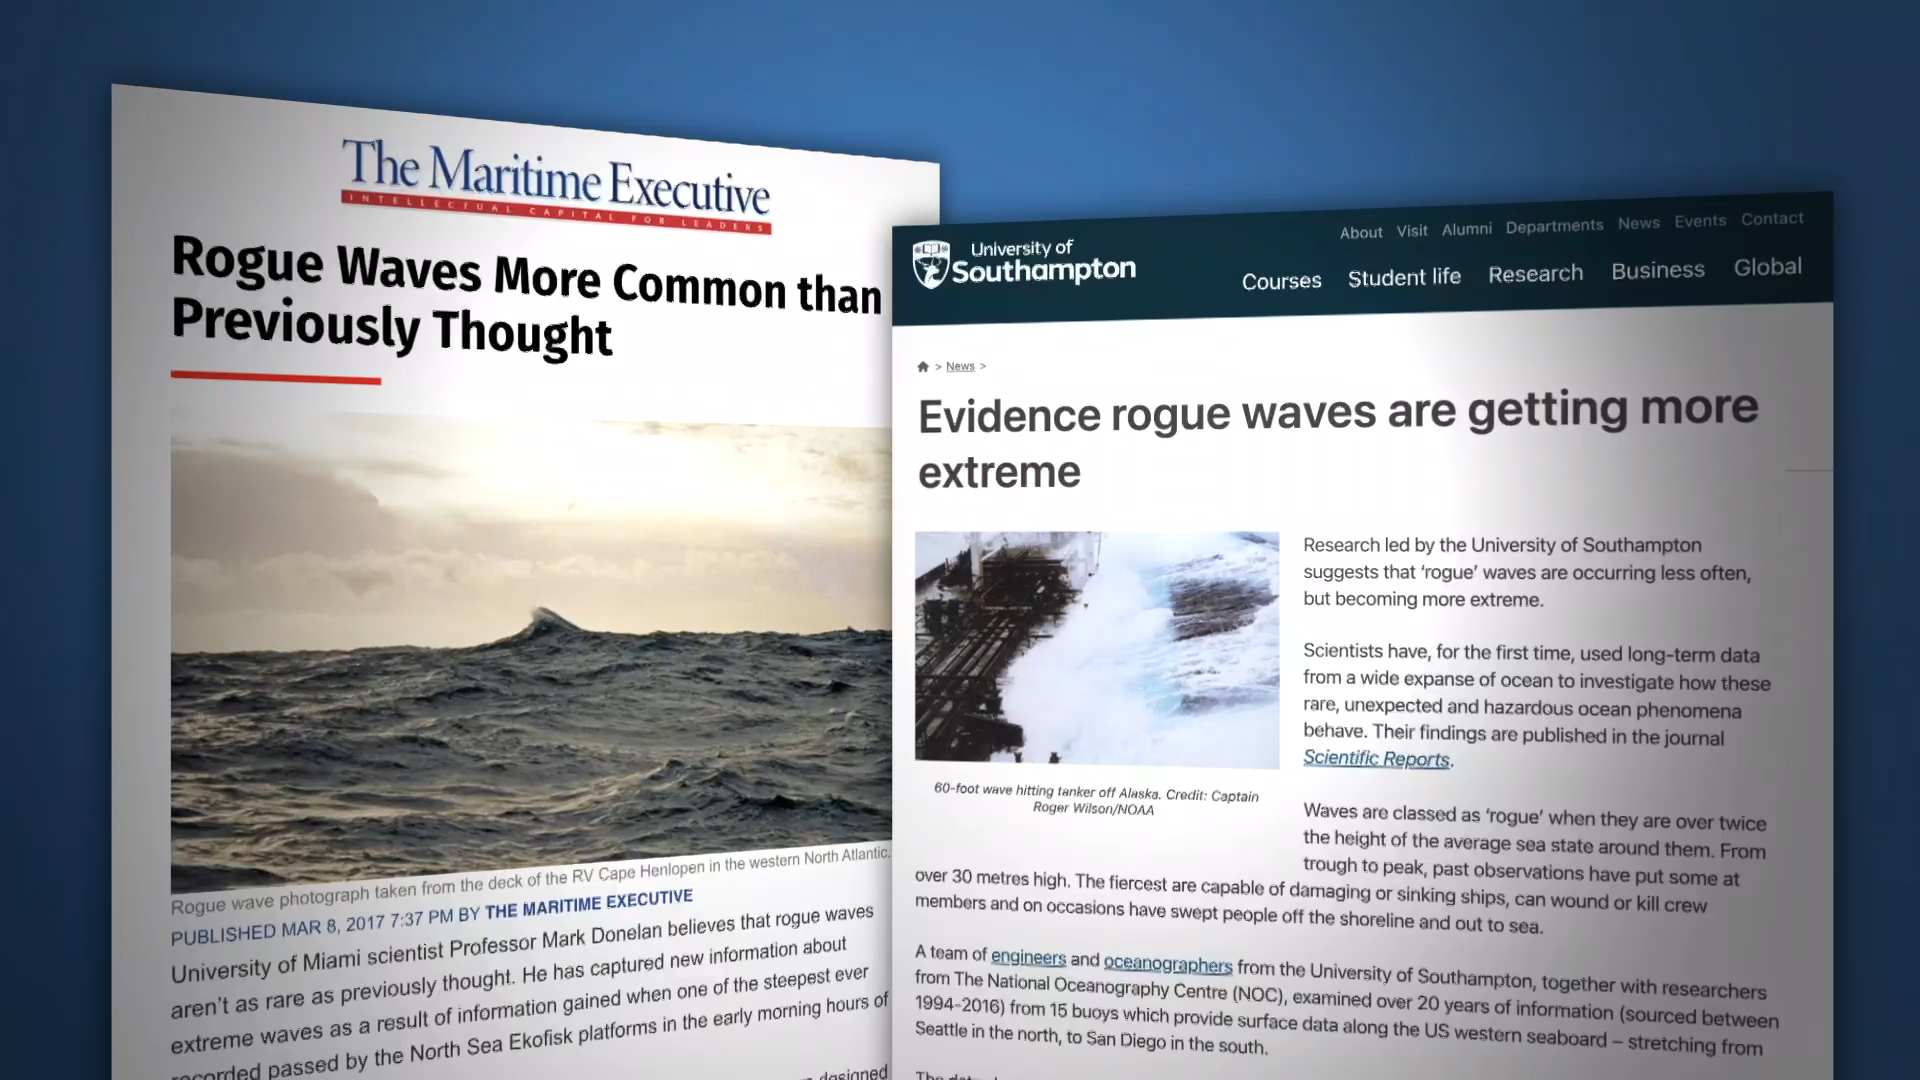 The Maritime Executive
INTELLECTUAL CAPITAL FOR LEADERS
Rogue Waves More Common than
Previously Thought
Rogue wave photograph taken from the deck of the RV Cape Henlopen in the western North Atlantic.
PUBLISHED MAR 8, 2017 7:37 PM BY THE MARITIME EXECUTIVE
University of Miami scientist Professor Mark Donelan believes that rogue waves
aren't as rare as previously thought. He has captured new information about
extreme waves as a result of information gained when one of the steepest ever
recorded passed by the North Sea Ekofisk platforms in the early morning hours of
designed
University of
Southampton
About Visit Alumni Departments News Events Contact
Courses Student life Research Business Global
> News >
Evidence rogue waves are getting more
extreme
60-foot wave hitting tanker off Alaska. Credit: Captain
Roger Wilson/NOAA
Research led by the University of Southampton
suggests that ‘rogue’ waves are occurring less often,
but becoming more extreme.
Scientists have, for the first time, used long-term data
from a wide expanse of ocean to investigate how these
rare, unexpected and hazardous ocean phenomena
behave. Their findings are published in the journal
Scientific Reports.
Waves are classed as ‘rogue’ when they are over twice
the height of the average sea state around them. From
trough to peak, past observations have put some at
over 30 metres high. The fiercest are capable of damaging or sinking ships, can wound or kill crew
members and on occasions have swept people off the shoreline and out to sea.
A team of engineers and oceanographers from the University of Southampton, together with researchers
from The National Oceanography Centre (NOC), examined over 20 years of information (sourced between
1994-2016) from 15 buoys which provide surface data along the US western seaboard – stretching from
Seattle in the north, to San Diego in the south.